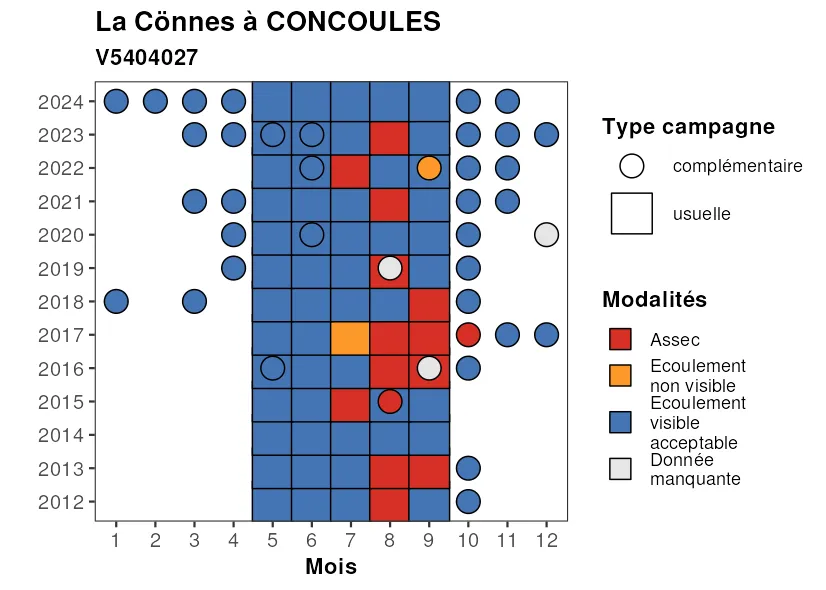 La Cönnes à CONCOULES
V5404027
2024
2023
2022
2021
2020
2019
2018
2017
2016
2015
2014
2013
2012
1 2 3 4 5 6 7 8 9 10 11 12
Mois
Type campagne
complémentaire
usuelle
Modalités
Assec
Ecoulement
non visible
Ecoulement
visible
acceptable
Donnée
manquante